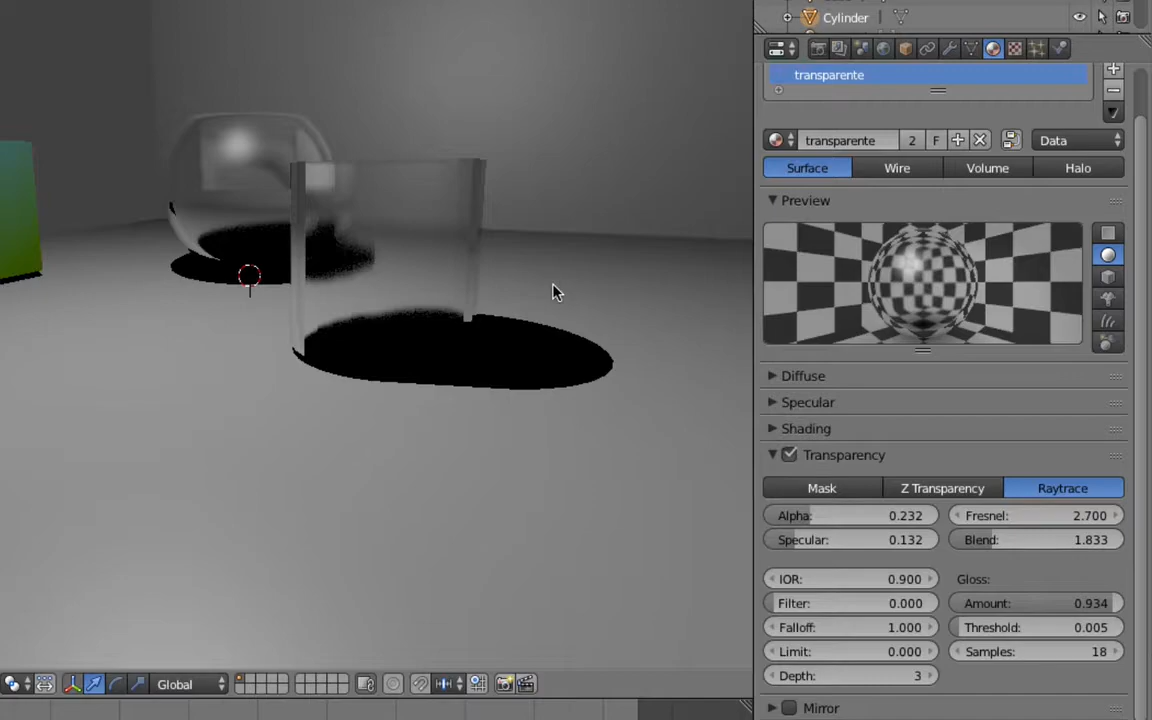 Cylinder
transparente
transparente 2 F Data
Surface Wire Volume Halo
Preview
Diffuse
Specular
Shading
Transparency
Mask Z Transparency Raytrace
Alpha: 0.232 Fresnel: 2.700
Specular: 0.132 Blend: 1.833
IOR: 0.900 Gloss:
Filter: 0.000 Amount: 0.934
Falloff: 1.000 Threshold: 0.005
Limit: 0.000 Samples: 18
Depth: 3
Global
Mirror